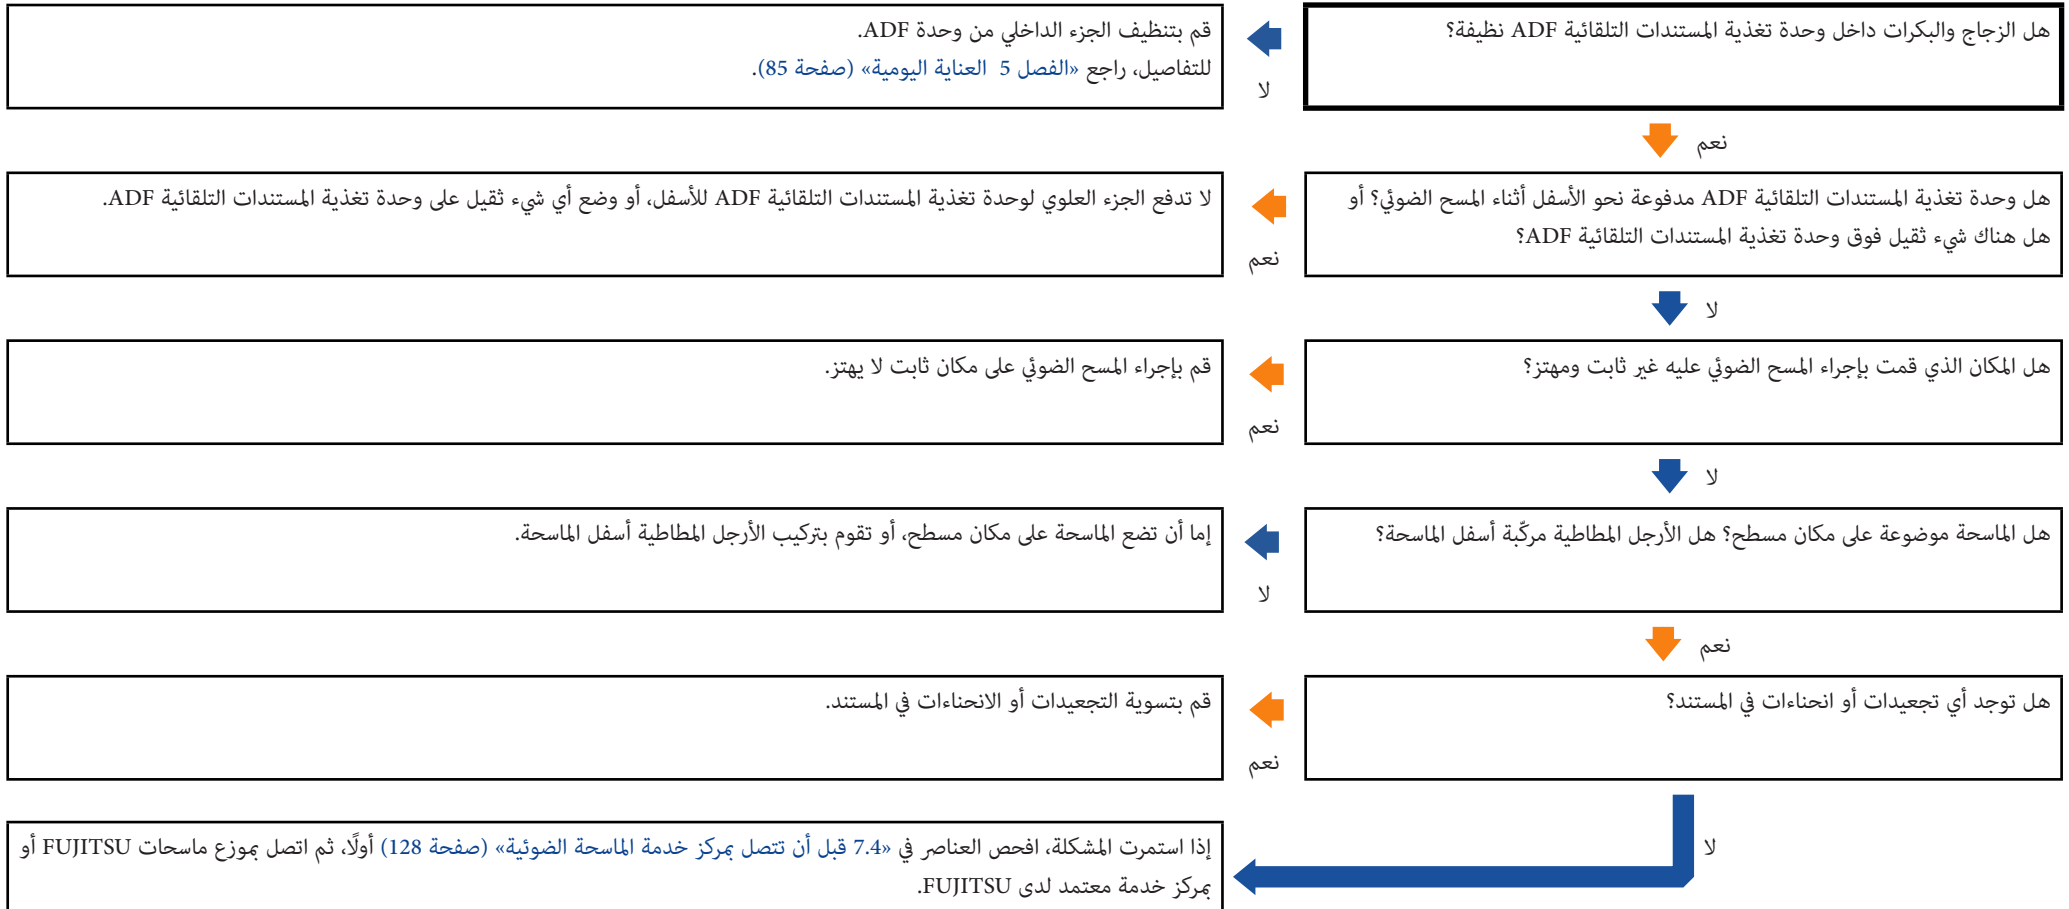 هل الزجاج والبكرات داخل وحدة تغذية المستندات التلقائية ADF نظيفة؟
لا
قم بتنظيف الجزء الداخلي من وحدة ADF.
للتفاصيل، راجع «الفصل 5 العناية اليومية» (صفحة 85).
نعم
هل وحدة تغذية المستندات التلقائية ADF مدفوعة نحو الأسفل أثناء المسح الضوئي؟ أو
هل هناك شيء ثقيل فوق وحدة تغذية المستندات التلقائية ADF؟
نعم
لا تدفع الجزء العلوي لوحدة تغذية المستندات التلقائية ADF للأسفل، أو وضع أي شيء ثقيل على وحدة تغذية المستندات التلقائية ADF.
لا
هل المكان الذي قمت بإجراء المسح الضوئي عليه غير ثابت ومهتز؟
نعم
قم بإجراء المسح الضوئي على مكان ثابت لا يهتز.
لا
هل الماسحة موضوعة على مكان مسطح؟ هل الأرجل المطاطية مركّبة أسفل الماسحة؟
لا
إما أن تضع الماسحة على مكان مسطح، أو تقوم بتركيب الأرجل المطاطية أسفل الماسحة.
نعم
هل توجد أي تجعيدات أو انحناءات في المستند؟
نعم
قم بتسوية التجعيدات أو الانحناءات في المستند.
لا
إذا استمرت المشكلة، افحص العناصر في «7.4 قبل أن تتصل بمركز خدمة الماسحة الضوئية» (صفحة 128) أولًا، ثم اتصل بموزع ماسحات FUJITSU أو
بمركز خدمة معتمد لدى FUJITSU.